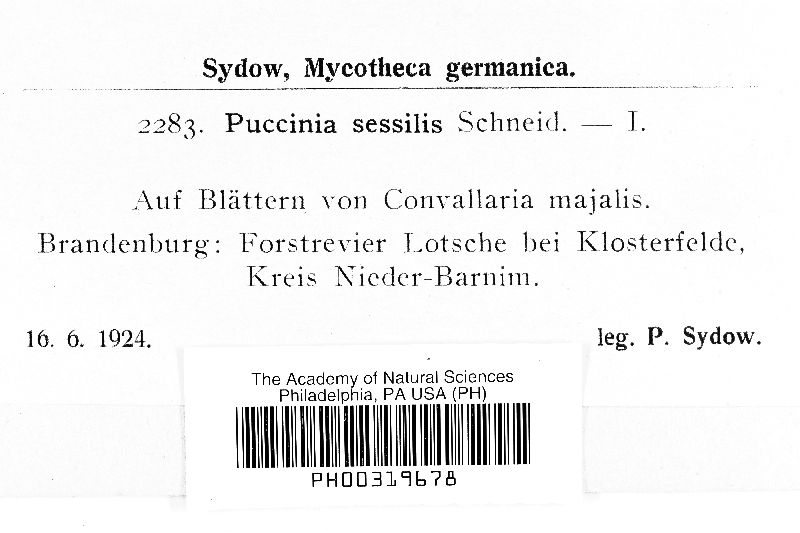 Sydow, Mycotheca germanica.
2283. Puccinia sessilis Schneid. — I.
Auf Blättern von Convallaria majalis.
Brandenburg: Forstrevier Lotsche bei Klosterfelde,
Kreis Nieder-Barnim.
16. 6. 1924. leg. P. Sydow.
The Academy of Natural Sciences
Philadelphia, PA USA (PH)
PH00319678